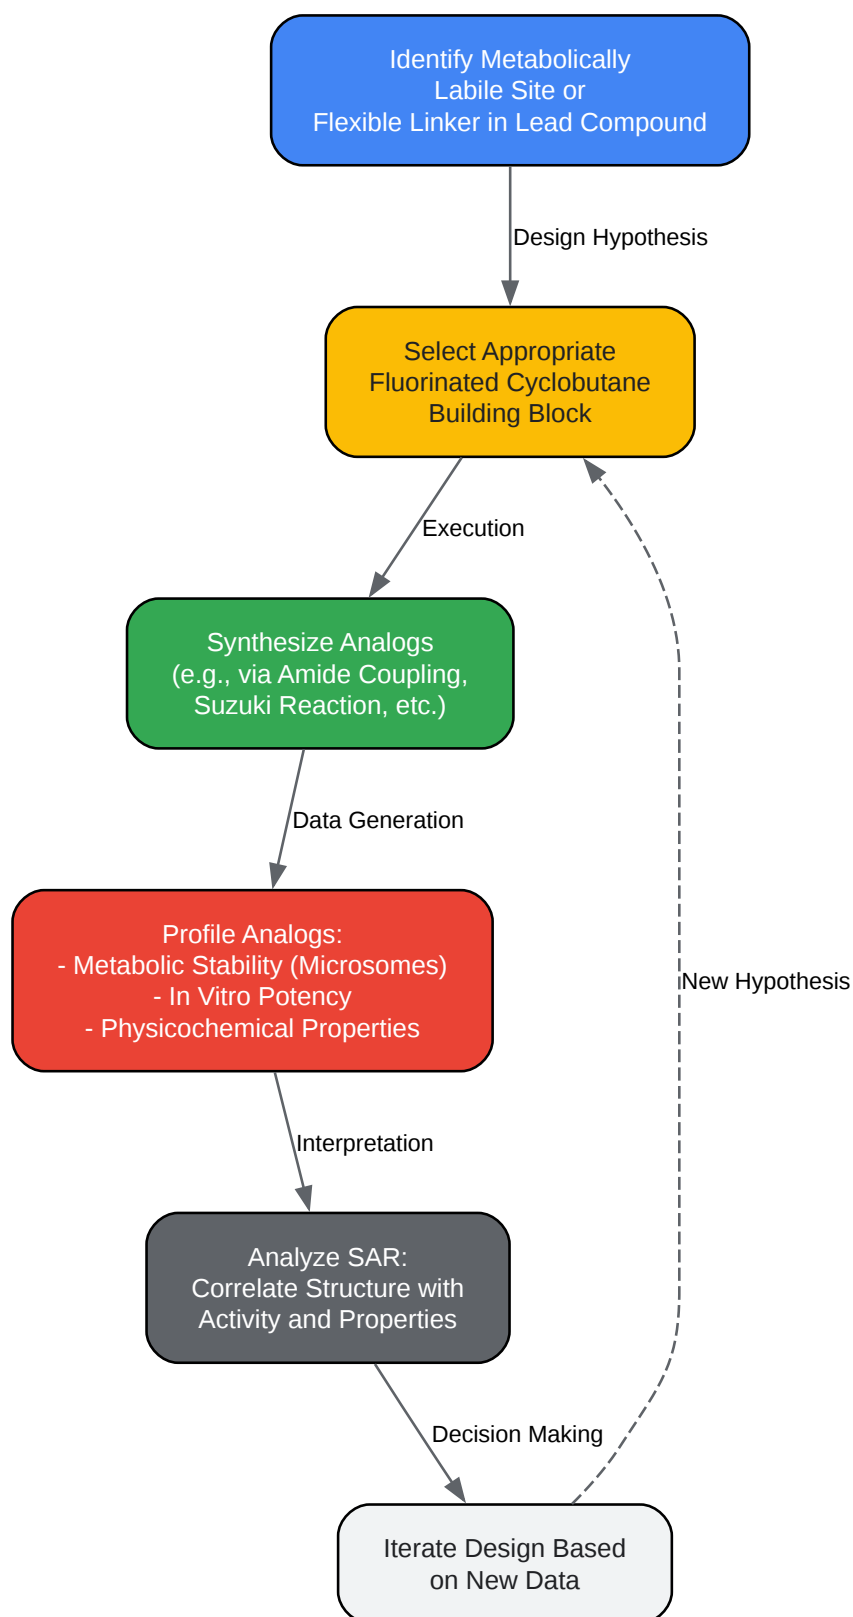 Identify Metabolically
Labile Site or
Flexible Linker in Lead Compound
Design Hypothesis
Select Appropriate
Fluorinated Cyclobutane
Building Block
Execution
Synthesize Analogs
(e.g., via Amide Coupling,
Suzuki Reaction, etc.)
Data Generation
Profile Analogs:
- Metabolic Stability (Microsomes)
- In Vitro Potency
- Physicochemical Properties
New Hypothesis
Interpretation
Analyze SAR:
Correlate Structure with
Activity and Properties
Decision Making
Iterate Design Based
on New Data